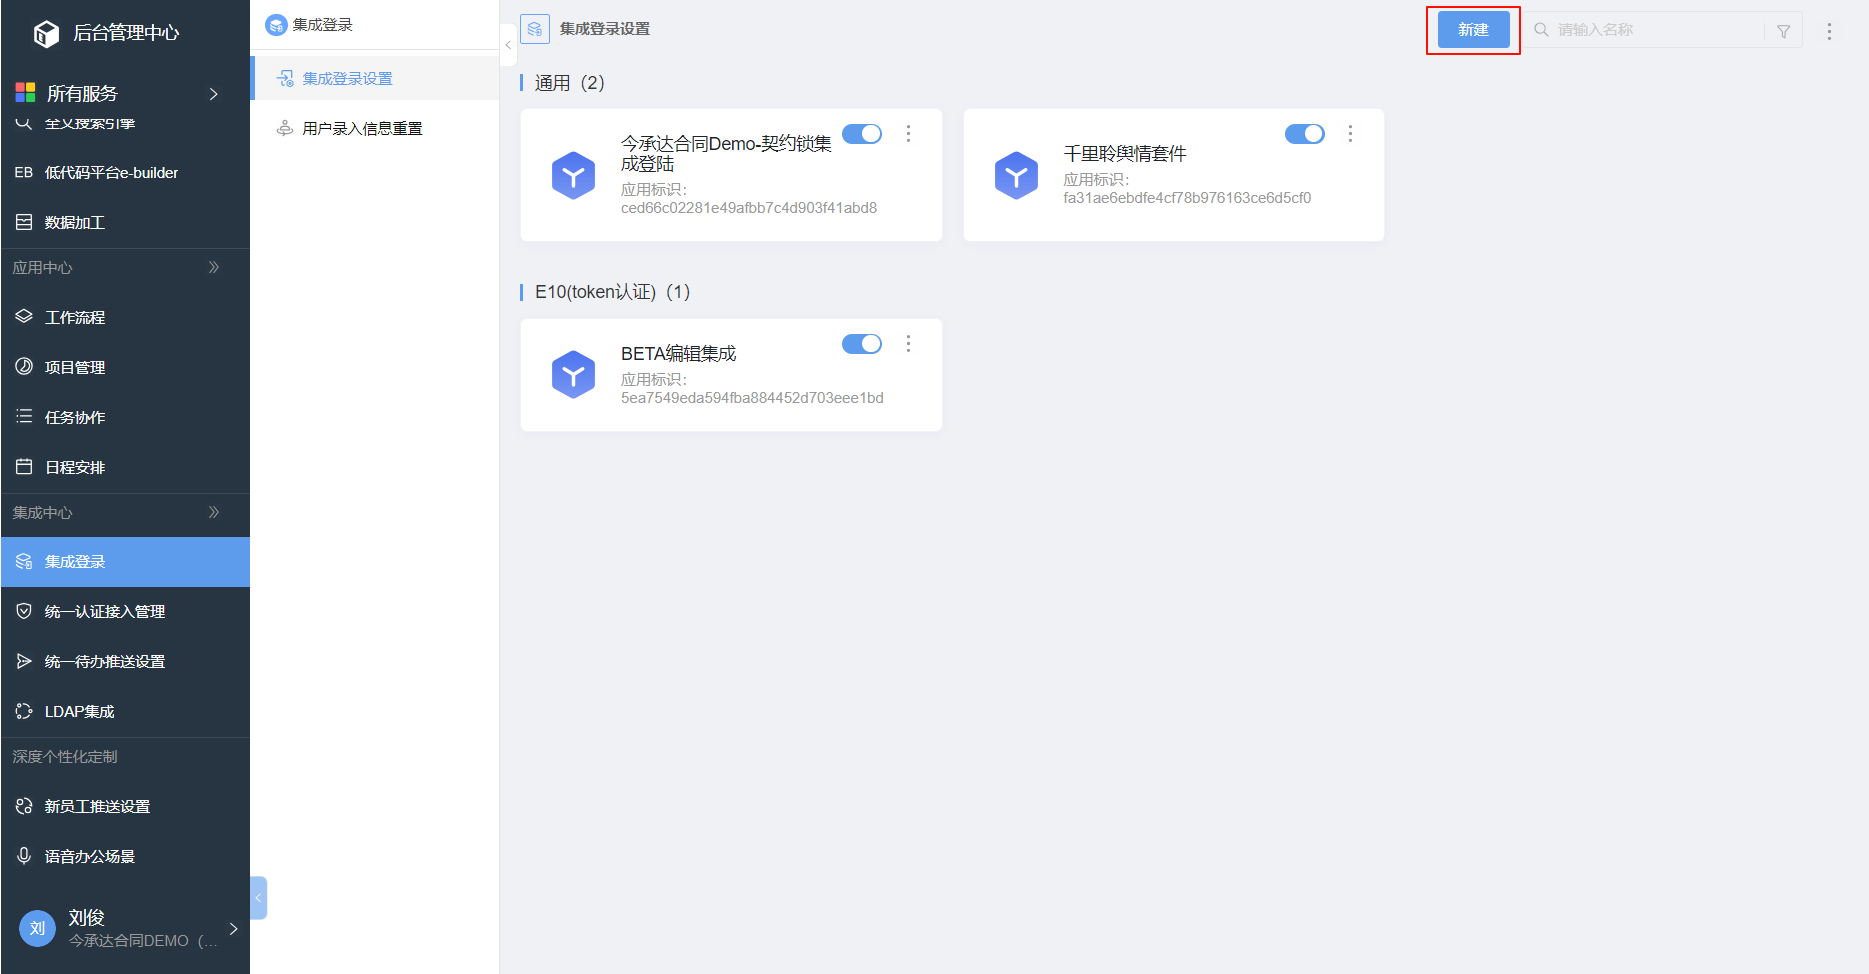 后台管理中心
所有服务
全文搜索引擎
EB 低代码平台e-builder
数据加工
应用中心
工作流程
项目管理
任务协作
日程安排
集成中心
集成登录
统一认证接入管理
统一待办推送设置
LDAP集成
深度个性化定制
新员工推送设置
语音办公场景
刘
刘俊
今承达合同DEMO（...
集成登录
集成登录设置
用户录入信息重置
集成登录设置
新建
请输入名称
通用（2）
今承达合同Demo-契约锁集
成登陆
应用标识：
ced66c02281e49afbb7c4d903f41abd8
千里聆舆情套件
应用标识：
fa31ae6ebdfe4cf78b976163ce6d5cf0
E10(token认证)（1）
BETA编辑集成
应用标识：
5ea7549eda594fba884452d703eee1bd